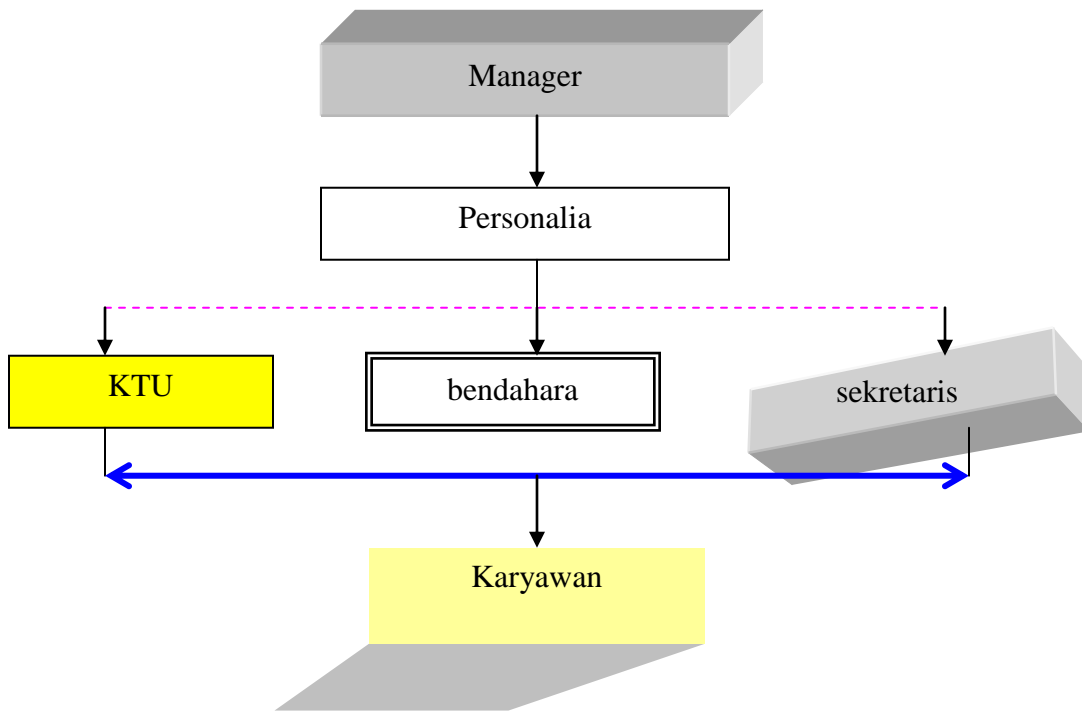 Manager
Personalia
KTU
bendahara
sekretaris
Karyawan